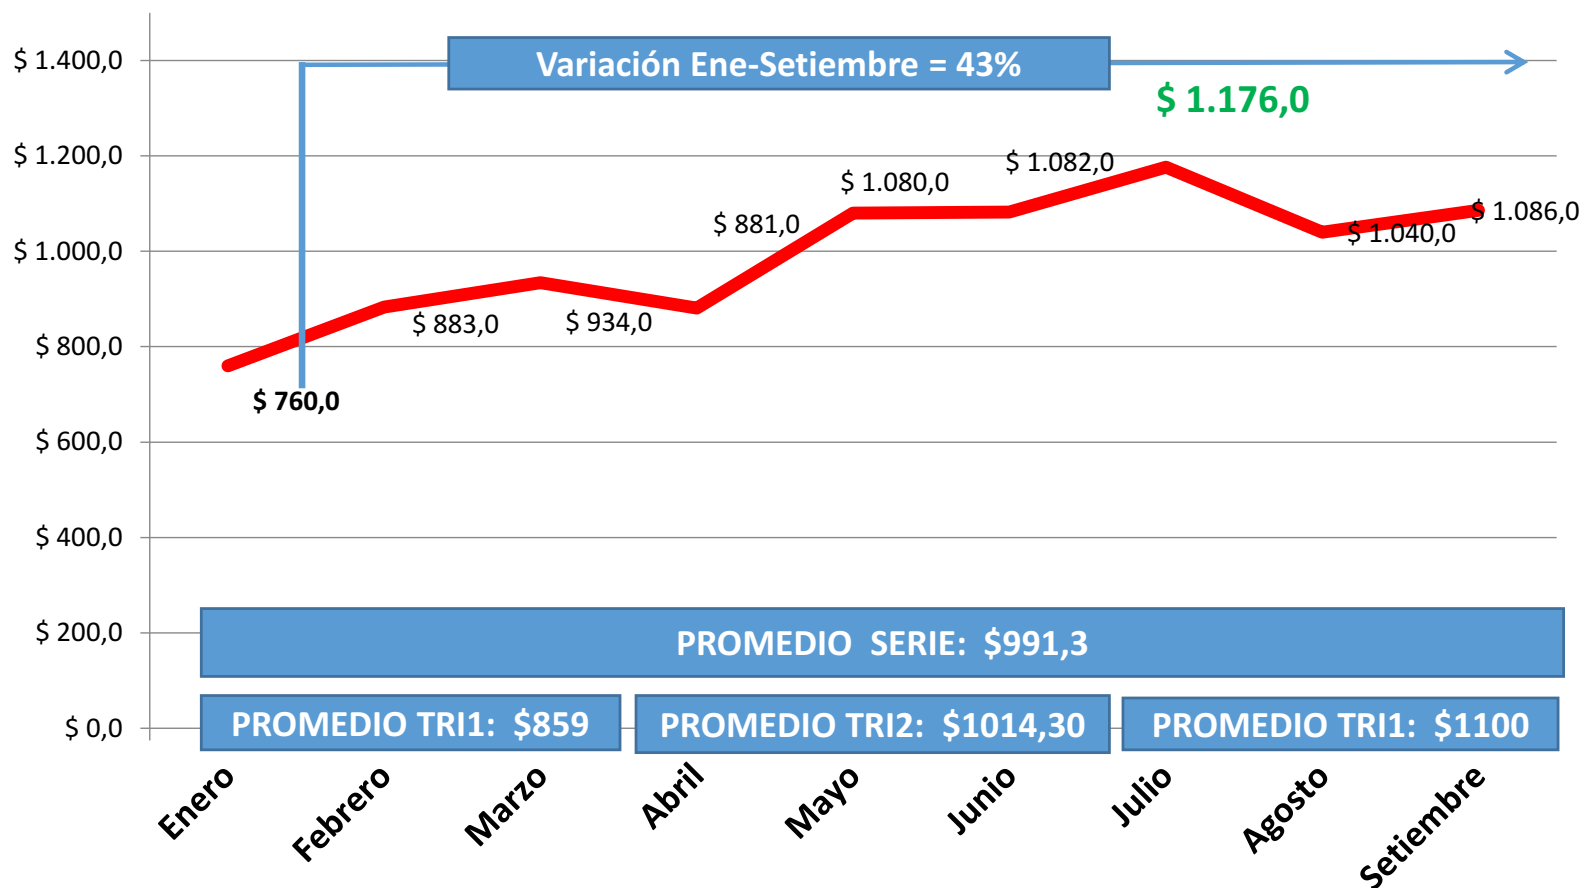 $ 1.400,0
$ 1.200,0
$ 1.000,0
$ 800,0
$ 600,0
$ 400,0
$ 200,0
$ 0,0
Variación Ene-Setiembre = 43%
$ 760,0
$ 883,0
$ 934,0
$ 881,0
$ 1.080,0
$ 1.082,0
$ 1.176,0
$ 1.040,0
$ 1.086,0
PROMEDIO SERIE: $991,3
PROMEDIO TRI1: $859
PROMEDIO TRI2: $1014,30
PROMEDIO TRI1: $1100
Enero
Febrero
Marzo
Abril
Mayo
Junio
Julio
Agosto
Setiembre